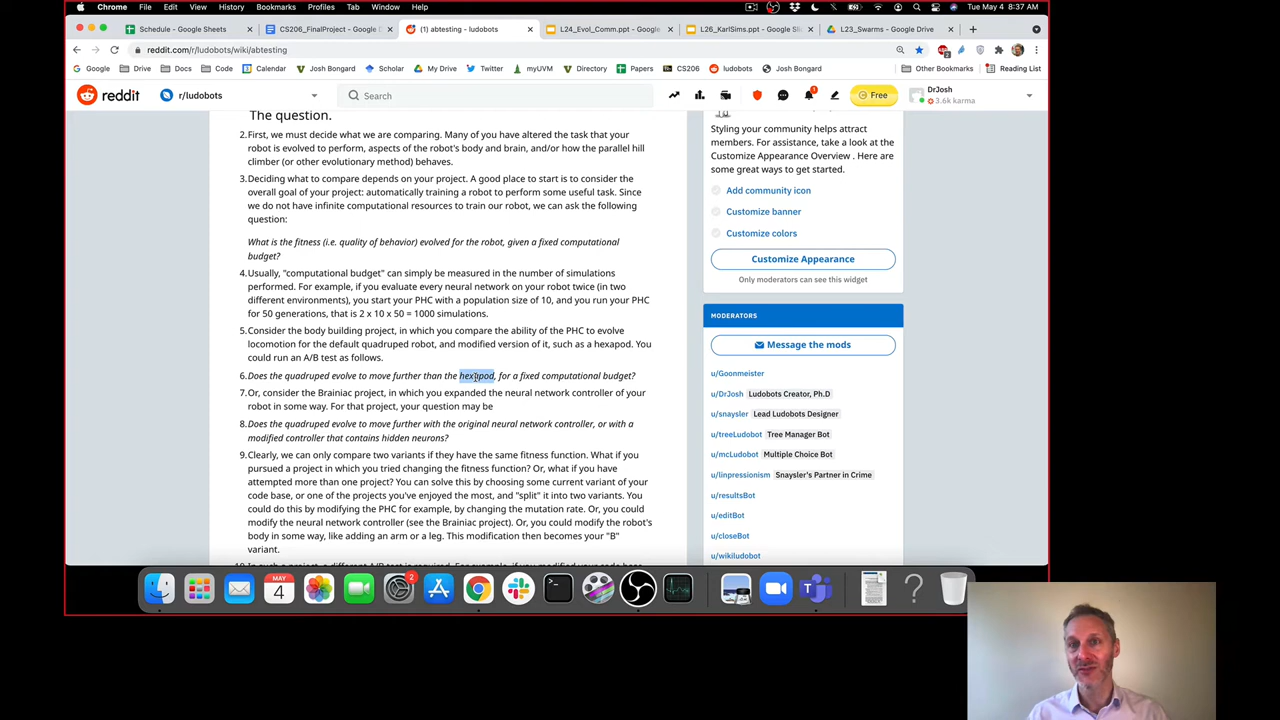 Chrome File Edit View History Bookmarks Profiles Tab Window Help Tue May 4 8:37 AM
Schedule - Google Sheets CS206_FinalProject - Google D (1) abtesting - ludobots L24_Evol_Comm.ppt - Google L26_KarlSims.ppt - Google Sl L23_Swarms - Google Drive
reddit.com/r/ludobots/wiki/abtesting
Google Drive Docs Calendar Josh Bongard Scholar My Drive Twitter myUVM Directory Papers CS206 ludobots Josh Bongard Other Bookmarks Reading List
reddit r/ludobots Search 1 Free DrJosh
3.6k karma
The question.
2. First, we must decide what we are comparing. Many of you have altered the task that your
robot is evolved to perform, aspects of the robot's body and brain, and/or how the parallel hill
climber (or other evolutionary method) behaves.
3. Deciding what to compare depends on your project. A good place to start is to consider the
overall goal of your project: automatically training a robot to perform some useful task. Since
we do not have infinite computational resources to train our robot, we can ask the following
question:
What is the fitness (i.e. quality of behavior) evolved for the robot, given a fixed computational
budget?
4. Usually, "computational budget" can simply be measured in the number of simulations
performed. For example, if you evaluate every neural network on your robot twice (in two
different environments), you start your PHC with a population size of 10, and you run your PHC
for 50 generations, that is 2 x 10 x 50 = 1000 simulations.
5. Consider the body building project, in which you compare the ability of the PHC to evolve
locomotion for the default quadruped robot, and modified version of it, such as a hexapod. You
could run an A/B test as follows.
6. Does the quadruped evolve to move further than the hexapod, for a fixed computational budget?
7. Or, consider the Brainiac project, in which you expanded the neural network controller of your
robot in some way. For that project, your question may be
8. Does the quadruped evolve to move further with the original neural network controller, or with a
modified controller that contains hidden neurons?
9. Clearly, we can only compare two variants if they have the same fitness function. What if you
pursued a project in which you tried changing the fitness function? Or, what if you have
attempted more than one project? You can solve this by choosing some current variant of your
code base, or one of the projects you've enjoyed the most, and "split" it into two variants. You
could do this by modifying the PHC for example, by changing the mutation rate. Or, you could
modify the neural network controller (see the Brainiac project). Or, you could modify the robot's
body in some way, like adding an arm or a leg. This modification then becomes your "B"
variant.
Styling your community helps attract
members. For assistance, take a look at the
Customize Appearance Overview . Here are
some great ways to get started.
Add community icon
Customize banner
Customize colors
Customize Appearance
Only moderators can see this widget
MODERATORS
Message the mods
u/Goonmeister
u/DrJosh Ludobots Creator, Ph.D
u/snaysler Lead Ludobots Designer
u/treeLudobot Tree Manager Bot
u/mcLudobot Multiple Choice Bot
u/linpressionism Snaysler's Partner in Crime
u/resultsBot
u/editBot
u/closeBot
u/wikiludobot
MAY
4
2